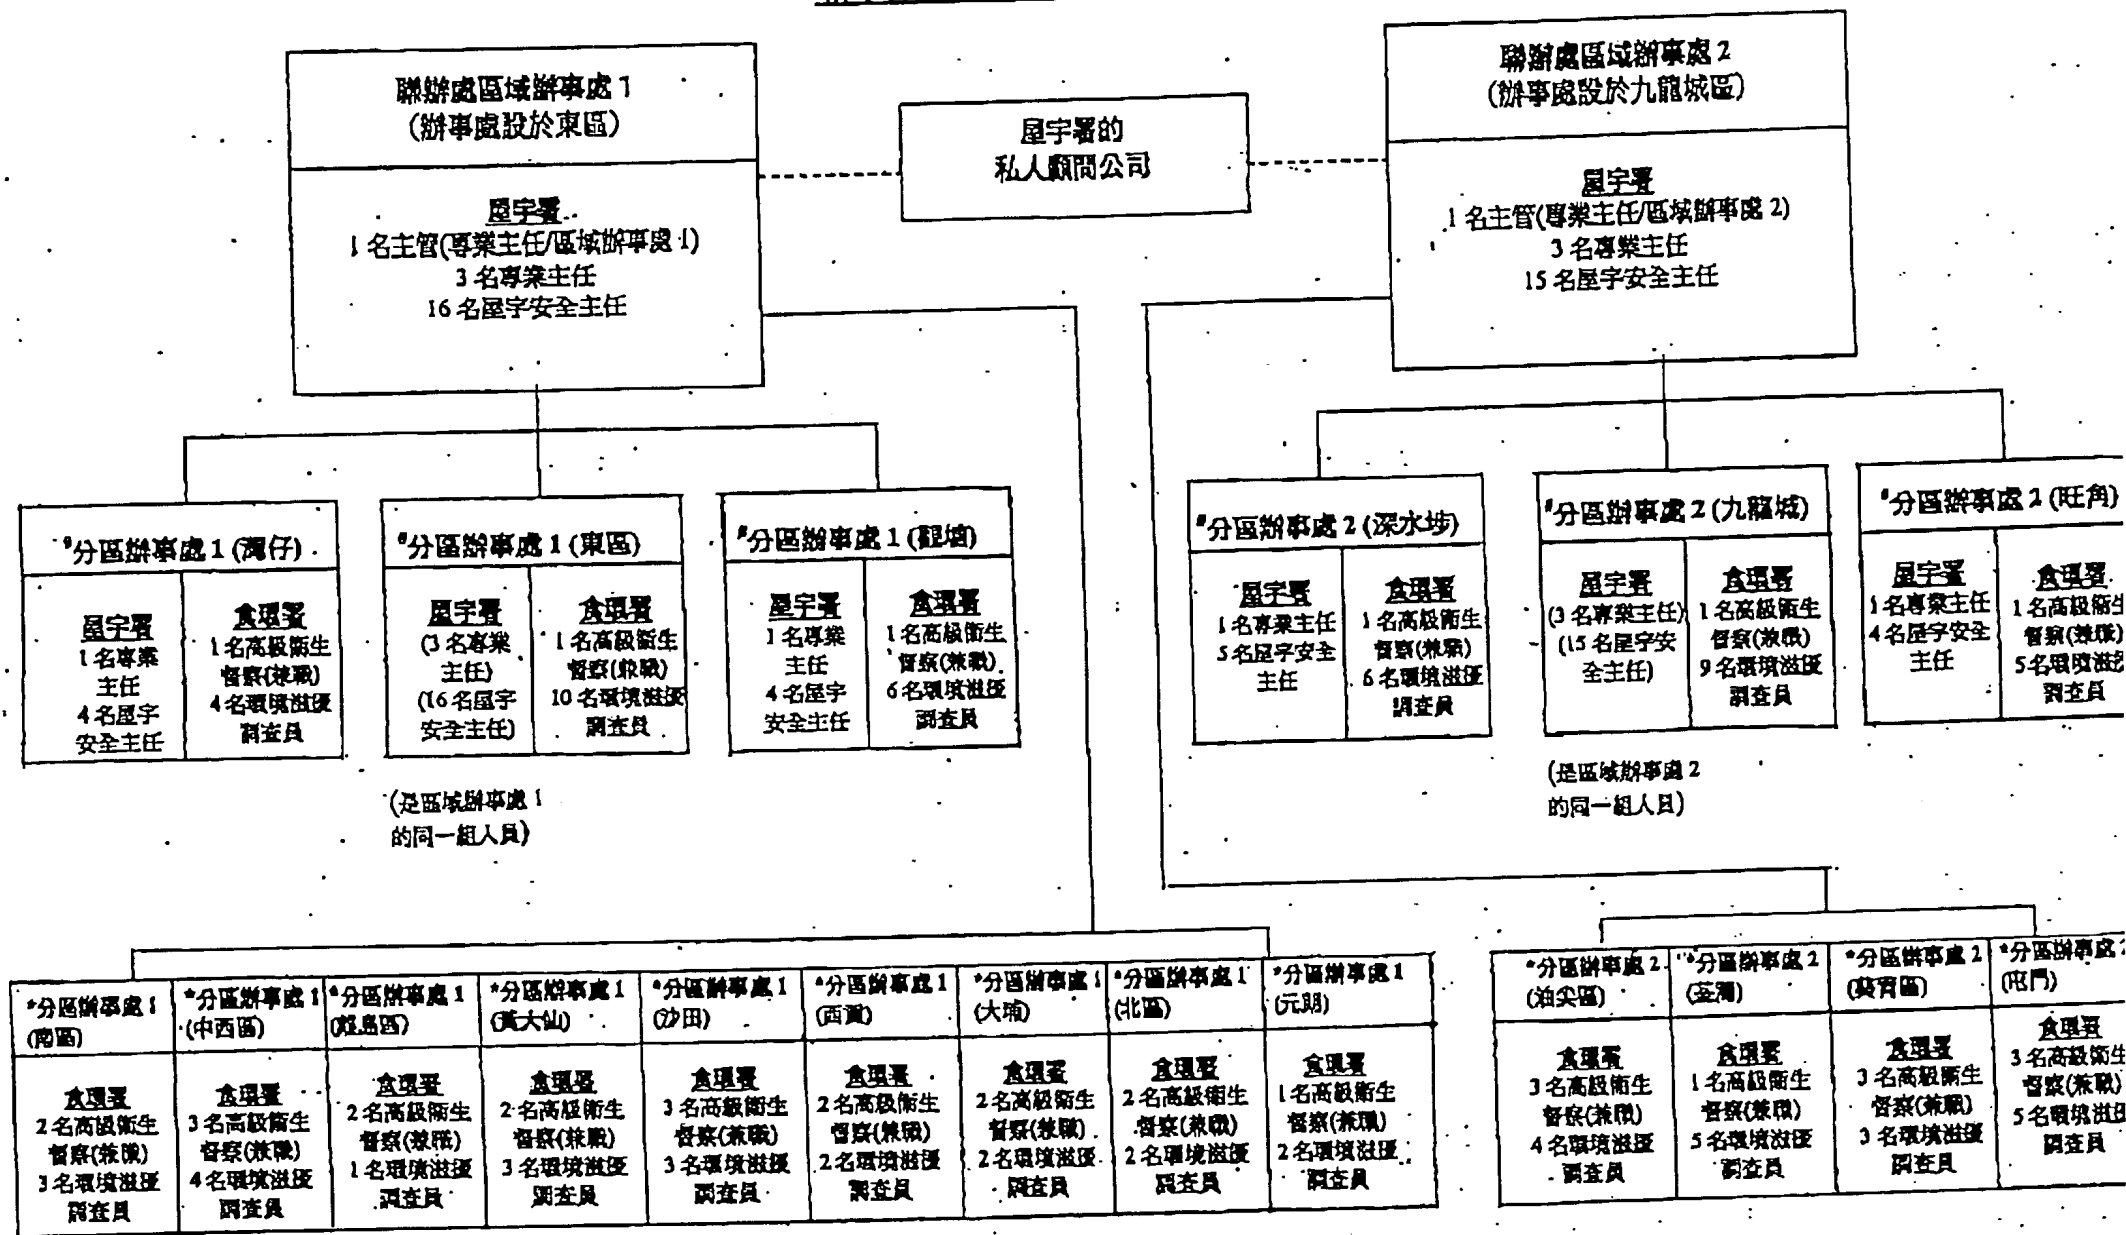 聯辦處區域辦事處 1
(辦事處設於東區)
屋宇署
1 名主管(專業主任/區域辦事處 1)
3 名專業主任
16 名屋宇安全主任
屋宇署的
私人顧問公司
聯辦處區域辦事處 2
(辦事處設於九龍城區)
屋宇署
1 名主管(專業主任/區域辦事處 2)
3 名專業主任
15 名屋宇安全主任
#分區辦事處 1 (灣仔)
屋宇署
1 名專業
主任
4 名屋宇
安全主任
食環署
1 名高級衞生
督察(兼職)
4 名環境滋擾
調查員
#分區辦事處 1 (東區)
屋宇署
(3 名專業
主任)
(16 名屋宇
安全主任)
食環署
1 名高級衞生
督察(兼職)
10 名環境滋擾
調查員
(是區域辦事處 1
的同一組人員)
#分區辦事處 1 (觀塘)
屋宇署
1 名專業
主任
4 名屋宇
安全主任
食環署
1 名高級衞生
督察(兼職)
6 名環境滋擾
調查員
#分區辦事處 2 (深水埗)
屋宇署
1 名專業主任
5 名屋宇安全
主任
食環署
1 名高級衞生
督察(兼職)
6 名環境滋擾
調查員
#分區辦事處 2 (九龍城)
屋宇署
(3 名專業主任)
(15 名屋宇安
全主任)
食環署
1 名高級衞生
督察(兼職)
9 名環境滋擾
調查員
(是區域辦事處 2
的同一組人員)
#分區辦事處 2 (旺角)
屋宇署
1 名專業主任
4 名屋宇安全
主任
食環署
1 名高級衞生
督察(兼職)
5 名環境滋擾
調查員
*分區辦事處 1
(南區)
食環署
2 名高級衞生
督察(兼職)
3 名環境滋擾
調查員
*分區辦事處 1
(中西區)
食環署
3 名高級衞生
督察(兼職)
4 名環境滋擾
調查員
*分區辦事處 1
(離島區)
食環署
2 名高級衞生
督察(兼職)
1 名環境滋擾
調查員
*分區辦事處 1
(黃大仙)
食環署
2 名高級衞生
督察(兼職)
3 名環境滋擾
調查員
*分區辦事處 1
(沙田)
食環署
3 名高級衞生
督察(兼職)
3 名環境滋擾
調查員
*分區辦事處 1
(西貢)
食環署
2 名高級衞生
督察(兼職)
2 名環境滋擾
調查員
*分區辦事處 1
(大埔)
食環署
2 名高級衞生
督察(兼職)
2 名環境滋擾
調查員
*分區辦事處 1
(北區)
食環署
2 名高級衞生
督察(兼職)
2 名環境滋擾
調查員
*分區辦事處 1
(元朗)
食環署
1 名高級衞生
督察(兼職)
2 名環境滋擾
調查員
*分區辦事處 2
(油尖區)
食環署
3 名高級衞生
督察(兼職)
4 名環境滋擾
調查員
*分區辦事處 2
(荃灣)
食環署
1 名高級衞生
督察(兼職)
5 名環境滋擾
調查員
*分區辦事處 2
(葵青區)
食環署
3 名高級衞生
督察(兼職)
3 名環境滋擾
調查員
*分區辦事處 2
(屯門)
食環署
3 名高級衞生
督察(兼職)
5 名環境滋擾
調查員